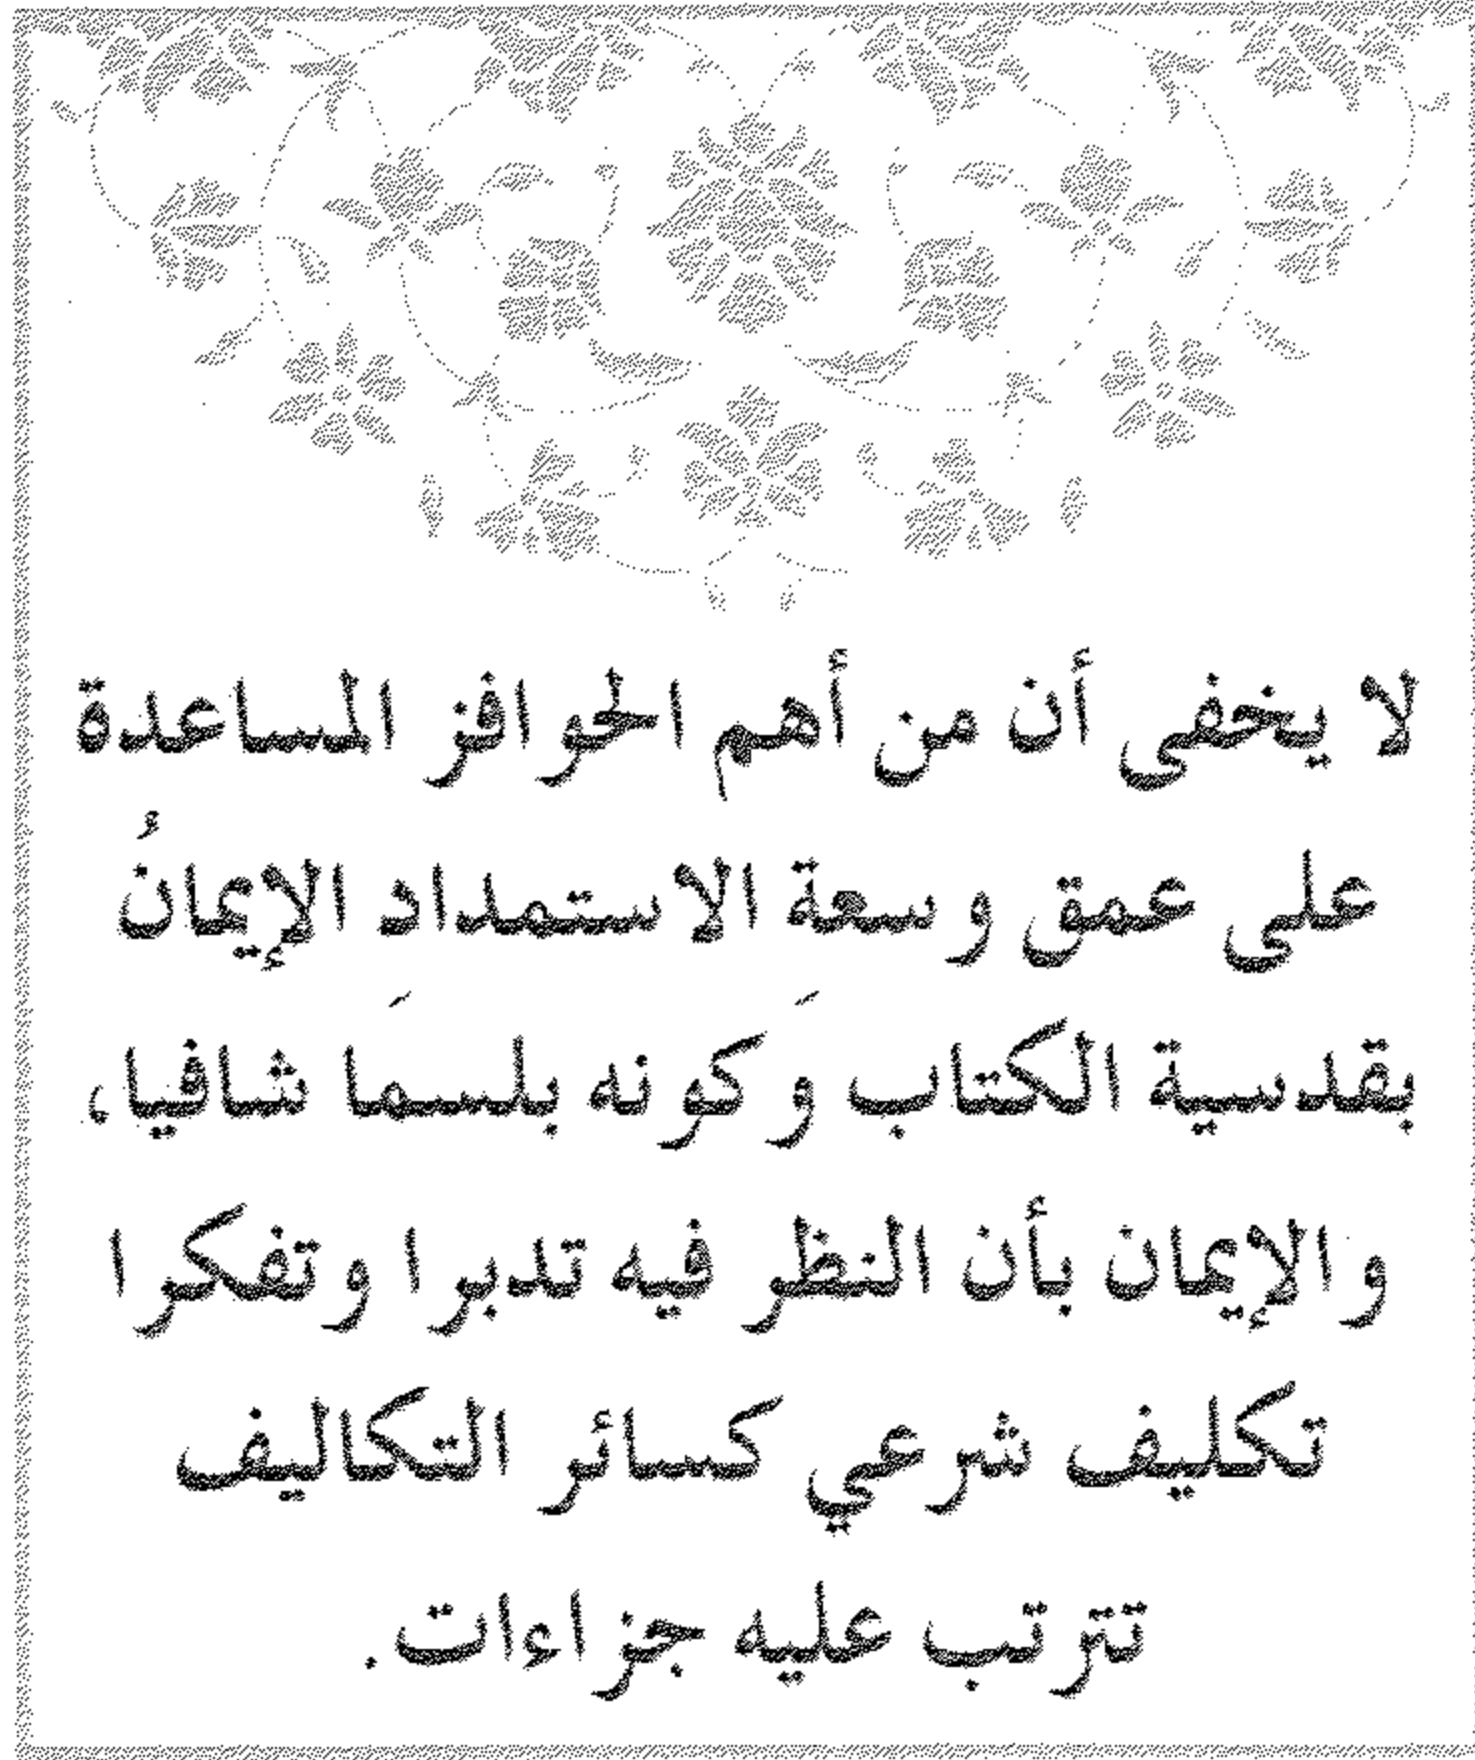 لا يخفى أن من أهم الحوافز المساعدة
على عمق وسعة الاستمداد الإيمانُ
بقدسية الكتاب وَكونه بلسمَا شافيا،
والإيمان بأن النظر فيه تدبرا وتفكرا
تكليف شرعي كسائر التكاليف
تترتب عليه جزاءات.